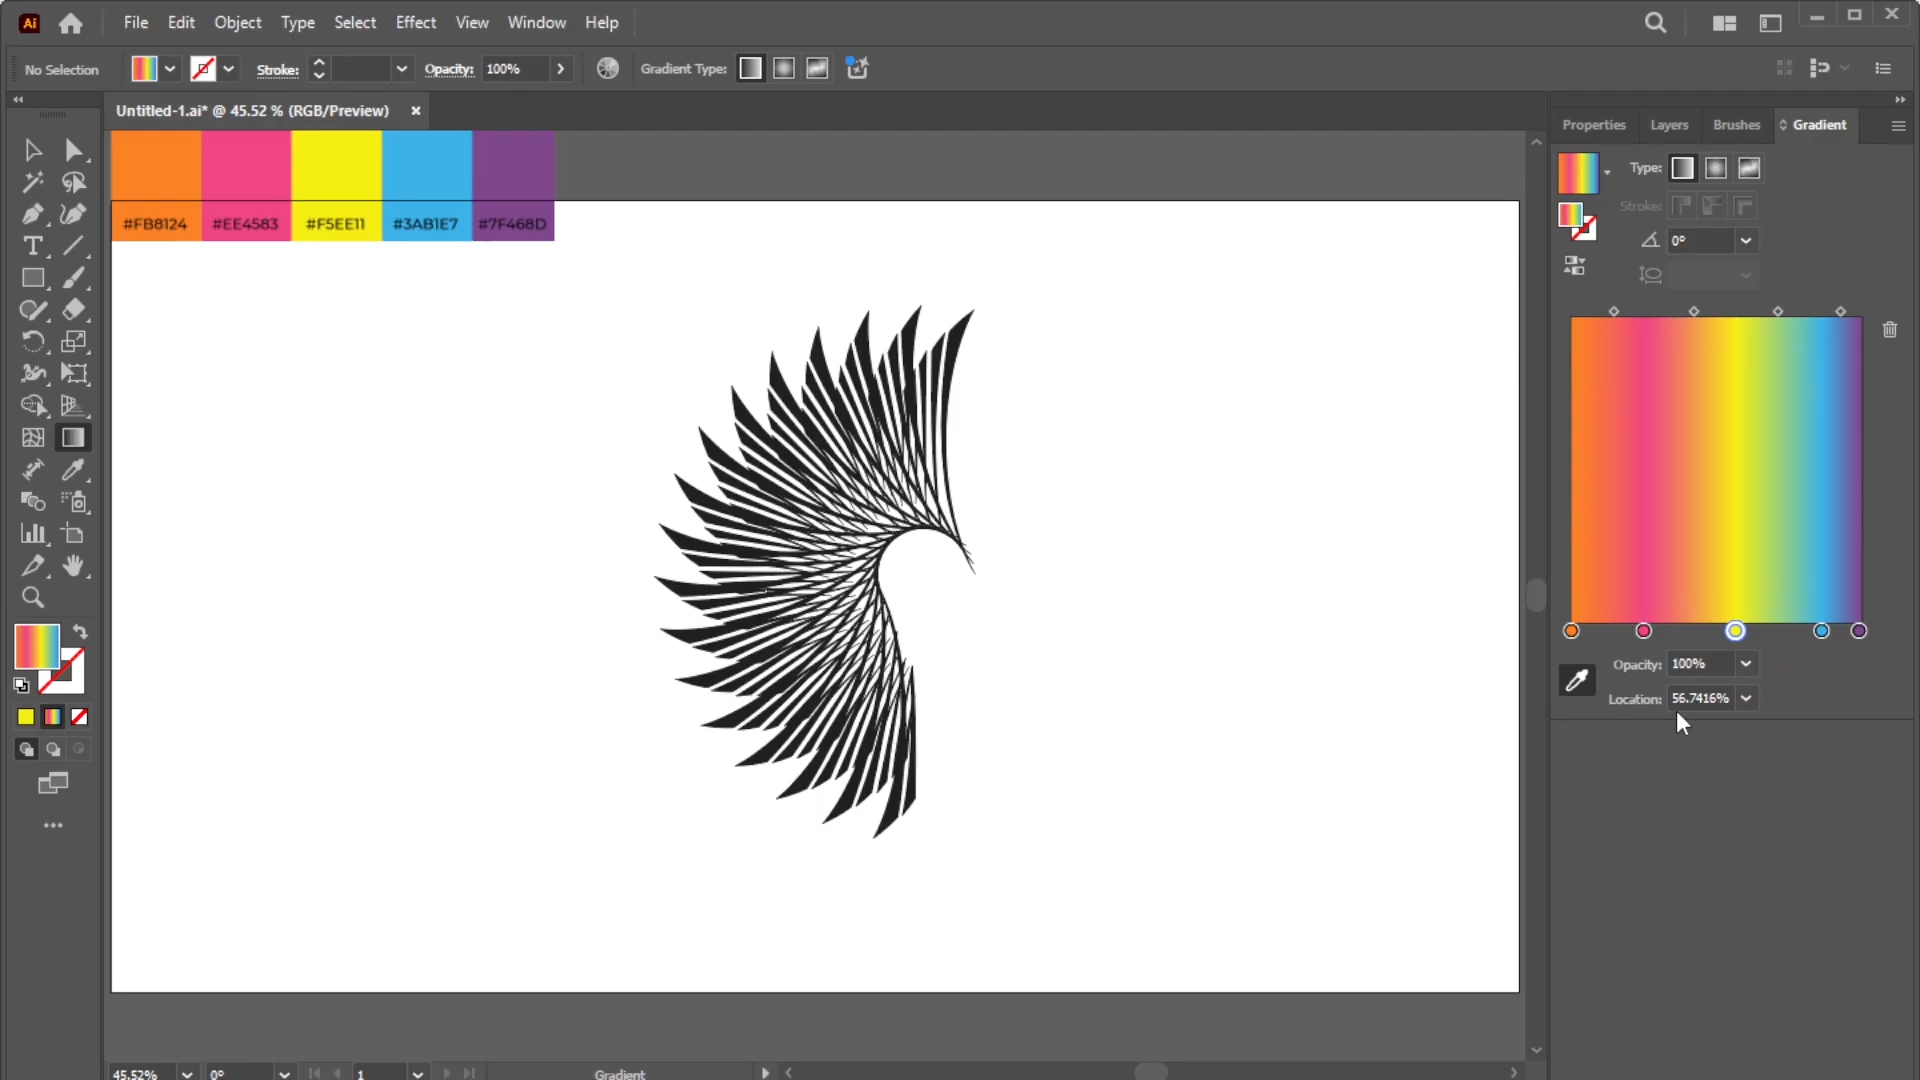 Ai File Edit Object Type Select Effect View Window Help
No Selection Stroke: Opacity: 100% Gradient Type:
Untitled-1.ai* @ 45.52 % (RGB/Preview)
Properties Layers Brushes Gradient
Type:
Stroke:
0°
#FB8124 #EE4583 #F5EE11 #3AB1E7 #7F468D
Opacity: 100%
Location: 56.7416%
45.52% 0° 1 Gradient